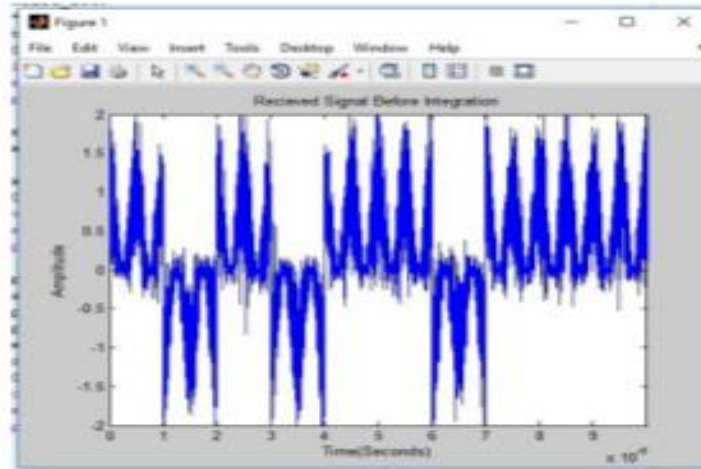 Figure 1
File Edit View Insert Tools Desktop Window Help
Recieved Signal Before Integration
2
1.5
1
0.5
0
-0.5
-1
-1.5
-2
Amplitude
0 1 2 3 4 5 6 7 8 9
Time(Seconds)